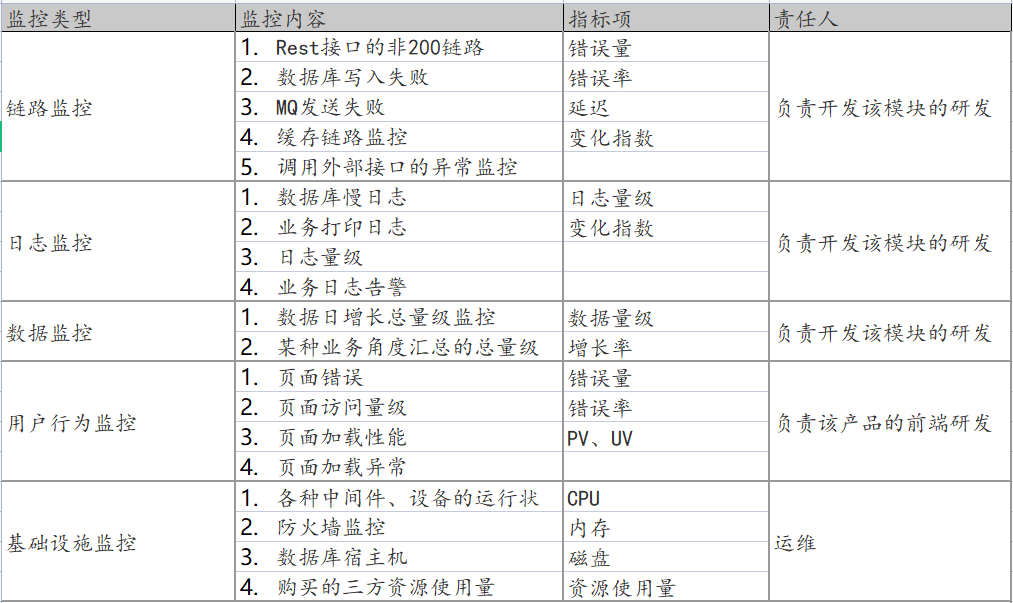 监控类型 监控内容 指标项 责任人
链路监控 1. Rest接口的非200链路 错误量 负责开发该模块的研发
2. 数据库写入失败 错误率
3. MQ发送失败 延迟
4. 缓存链路监控 变化指数
5. 调用外部接口的异常监控
日志监控 1. 数据库慢日志 日志量级 负责开发该模块的研发
2. 业务打印日志 变化指数
3. 日志量级
4. 业务日志告警
数据监控 1. 数据日增长总量级监控 数据量级 负责开发该模块的研发
2. 某种业务角度汇总的总量级 增长率
用户行为监控 1. 页面错误 错误量 负责该产品的前端研发
2. 页面访问量级 错误率
3. 页面加载性能 PV、UV
4. 页面加载异常
基础设施监控 1. 各种中间件、设备的运行状 CPU 运维
2. 防火墙监控 内存
3. 数据库宿主机 磁盘
4. 购买的三方资源使用量 资源使用量